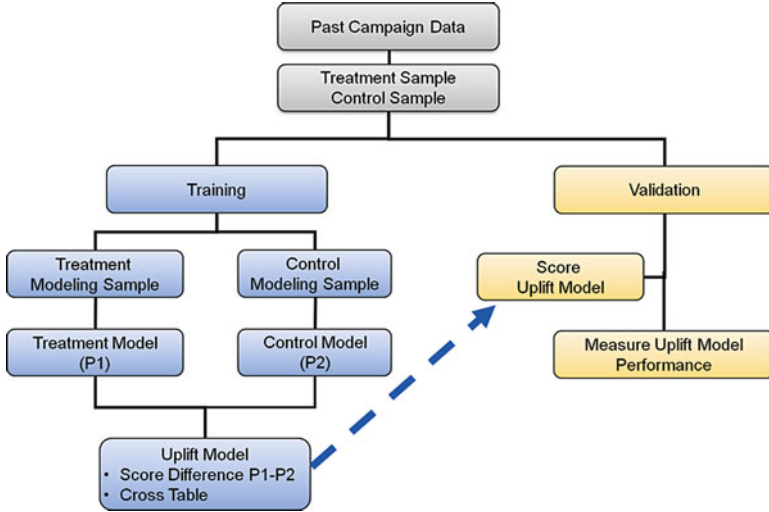 Past Campaign Data
Treatment Sample
Control Sample
Training
Validation
Treatment
Modeling Sample
Control
Modeling Sample
Score
Uplift Model
Treatment Model
(P1)
Control Model
(P2)
Measure Uplift Model
Performance
Uplift Model
• Score Difference P1-P2
• Cross Table